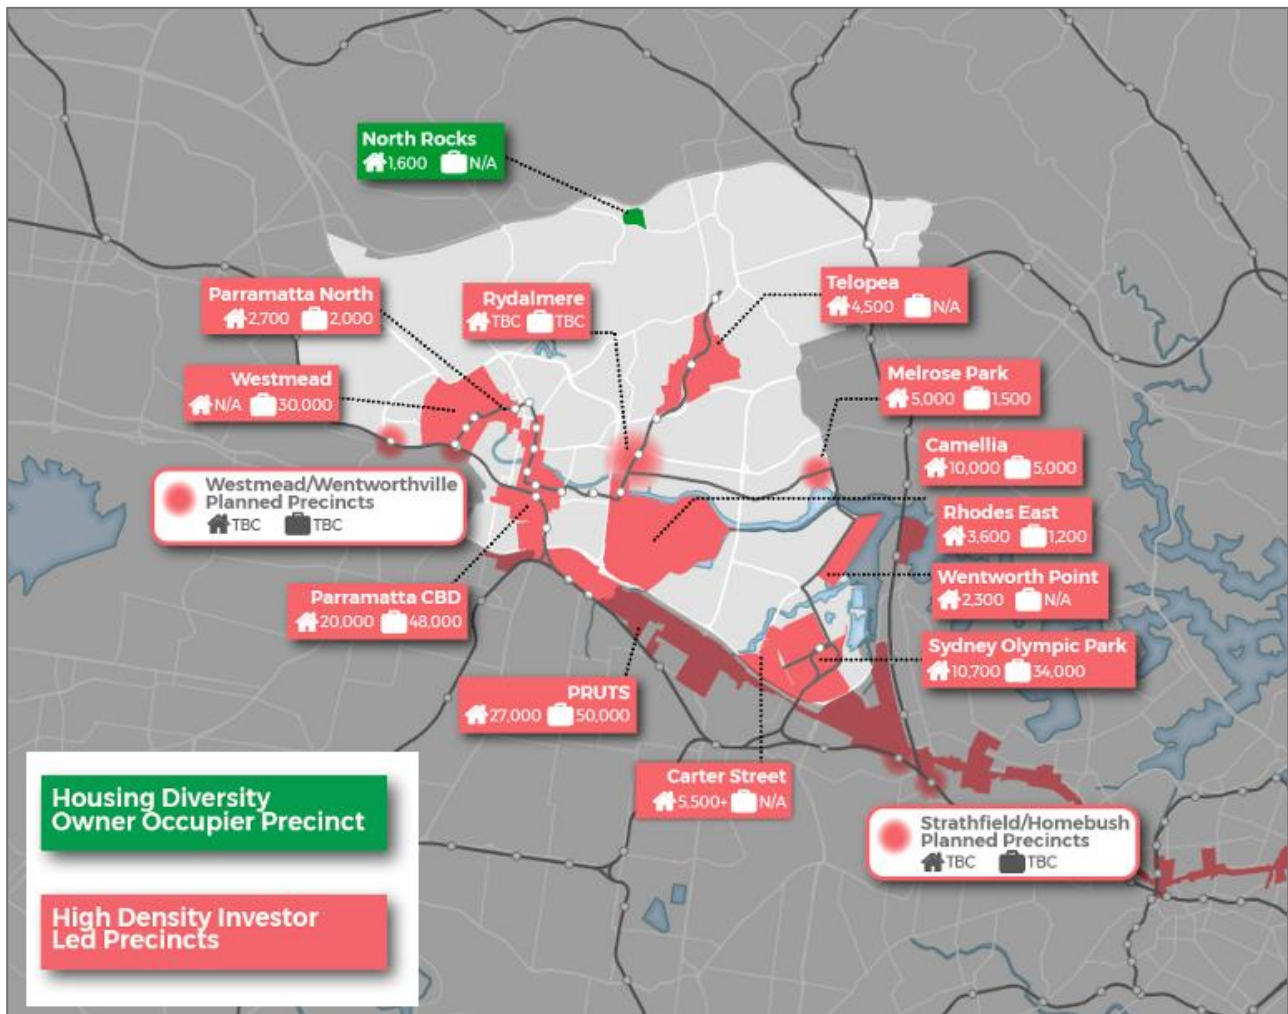 North Rocks
1,600 N/A
Parramatta North
2,700 2,000
Rydalmere
TBC TBC
Telopea
4,500 N/A
Westmead
N/A 30,000
Melrose Park
5,000 1,500
Camellia
10,000 5,000
Westmead/Wentworthville
Planned Precincts
TBC TBC
Rhodes East
3,600 1,200
Wentworth Point
2,300 N/A
Parramatta CBD
20,000 48,000
Sydney Olympic Park
10,700 34,000
PRUTS
27,000 50,000
Carter Street
5,500+ N/A
Strathfield/Homebush
Planned Precincts
TBC TBC
Housing Diversity
Owner Occupier Precinct
High Density Investor
Led Precincts